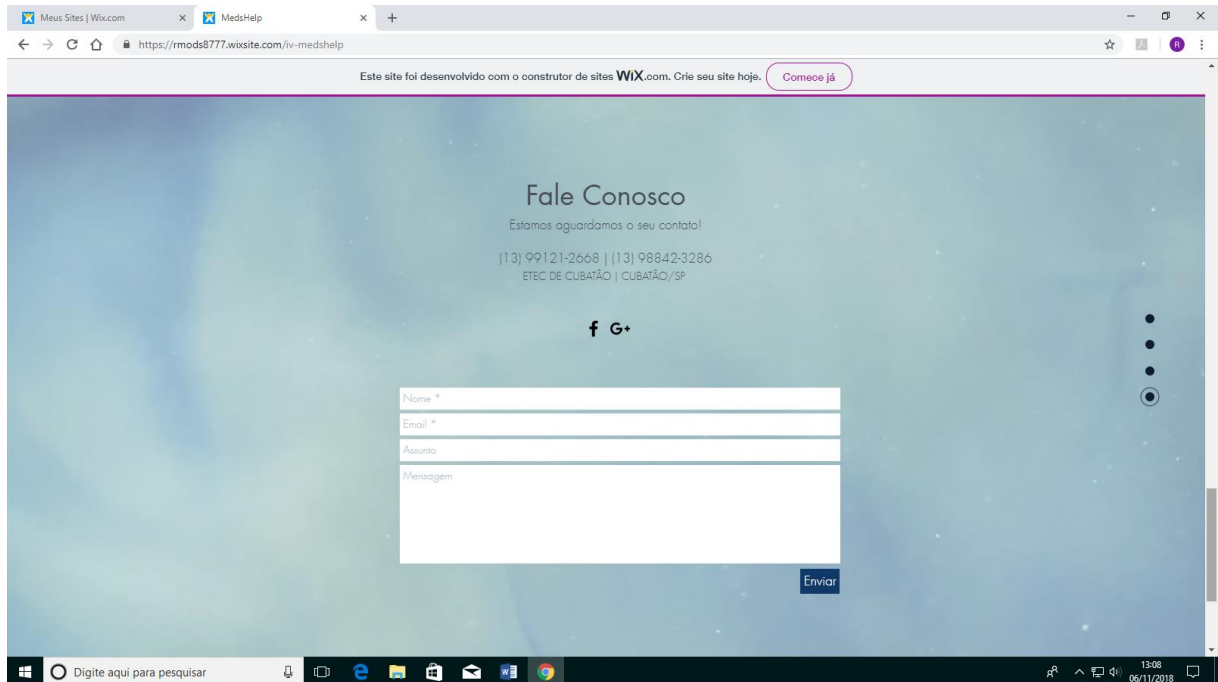 Meus Sites | Wix.com
MedsHelp
https://rmods8777.wixsite.com/iv-medshelp
R
Este site foi desenvolvido com o construtor de sites WiX.com. Crie seu site hoje.
Comece já
Fale Conosco
Estamos aguardamos o seu contato!
(13) 99121-2668 | (13) 98842-3286
ETEC DE CUBATÃO | CUBATÃO/SP
f G+
Nome *
Email *
Assunto
Mensagem
Enviar
Digite aqui para pesquisar
13:08
06/11/2018